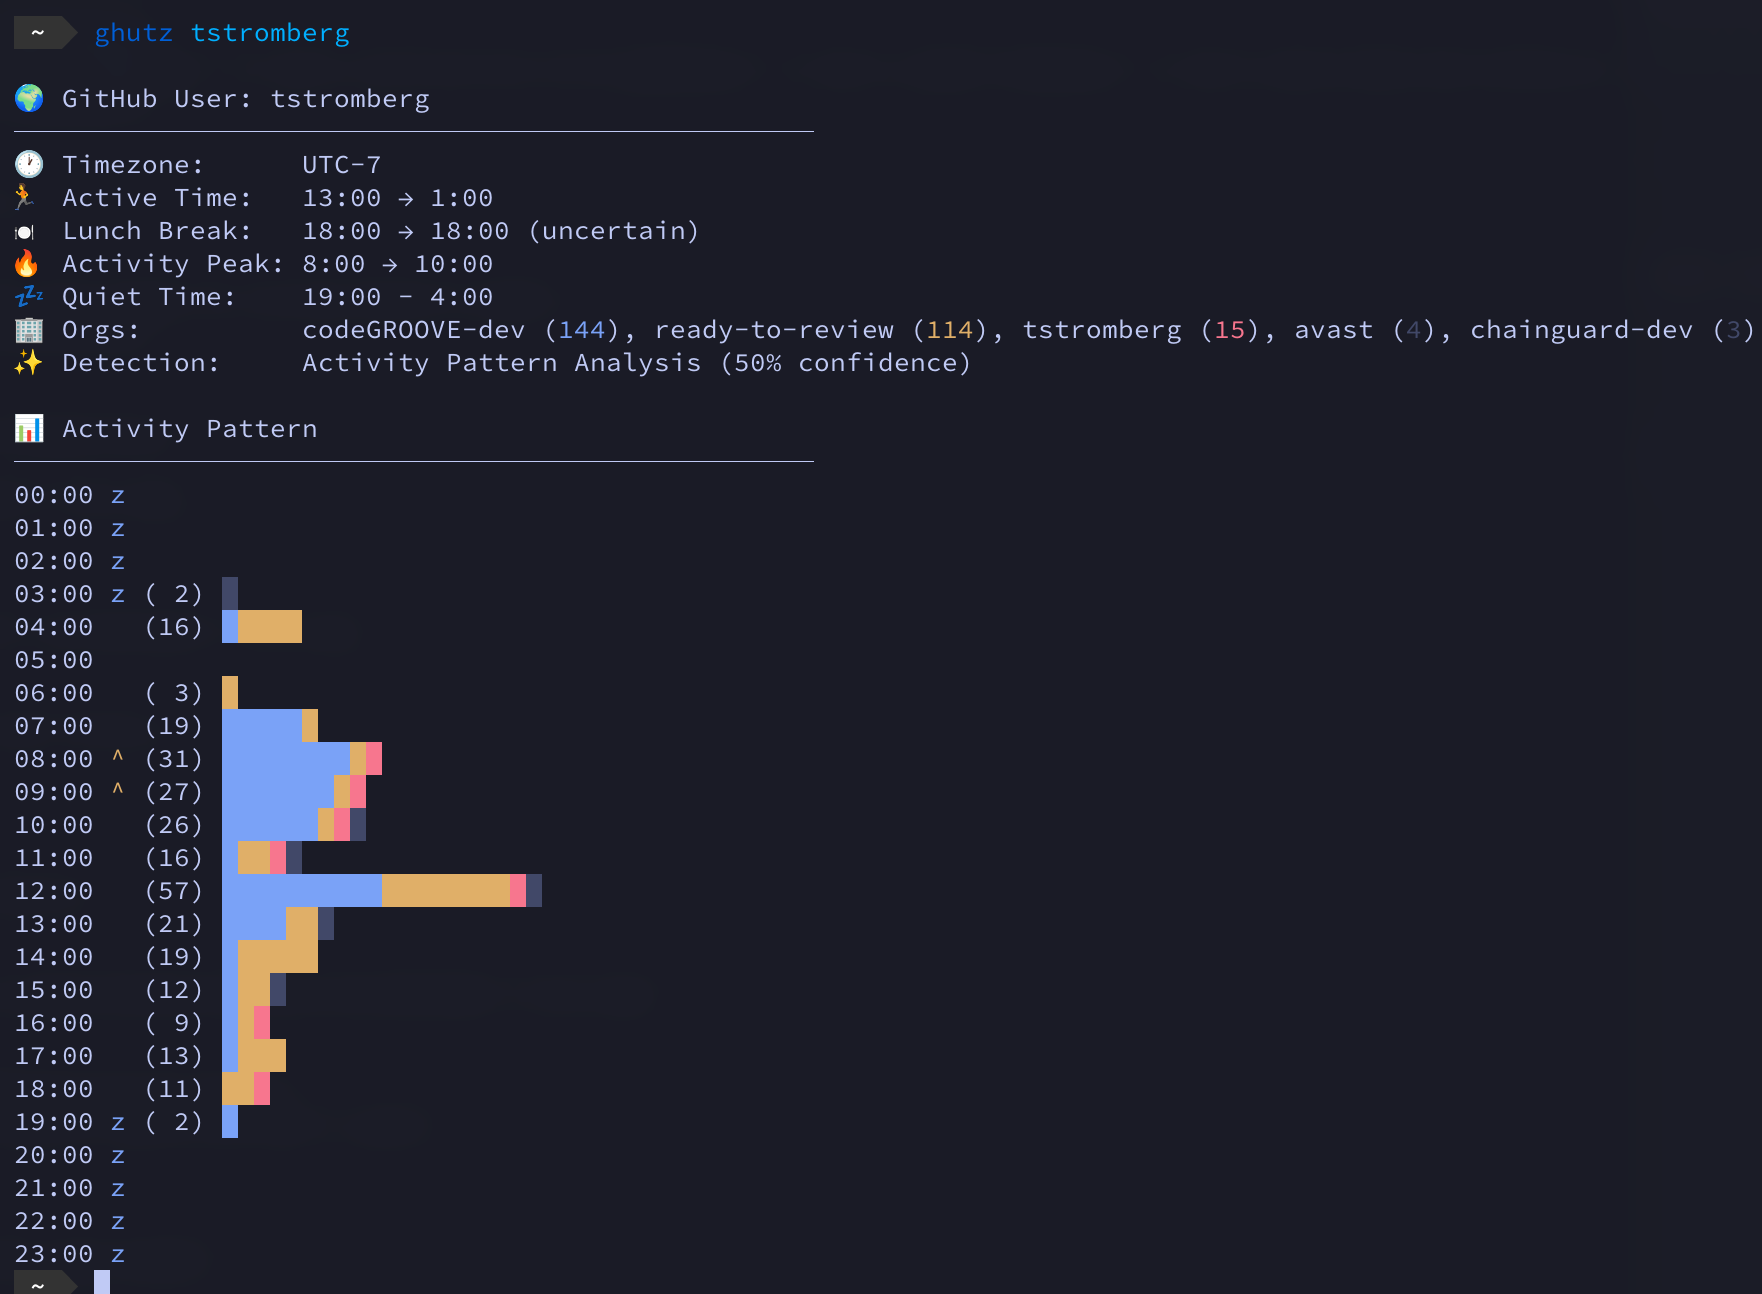 ~ ghutz tstromberg
GitHub User: tstromberg
Timezone: UTC-7
Active Time: 13:00 → 1:00
Lunch Break: 18:00 → 18:00 (uncertain)
Activity Peak: 8:00 → 10:00
Quiet Time: 19:00 - 4:00
Orgs: codeGROOVE-dev (144), ready-to-review (114), tstromberg (15), avast (4), chainguard-dev (3)
Detection: Activity Pattern Analysis (50% confidence)
Activity Pattern
00:00 z
01:00 z
02:00 z
03:00 z ( 2)
04:00 (16)
05:00
06:00 ( 3)
07:00 (19)
08:00 ^ (31)
09:00 ^ (27)
10:00 (26)
11:00 (16)
12:00 (57)
13:00 (21)
14:00 (19)
15:00 (12)
16:00 ( 9)
17:00 (13)
18:00 (11)
19:00 z ( 2)
20:00 z
21:00 z
22:00 z
23:00 z
~